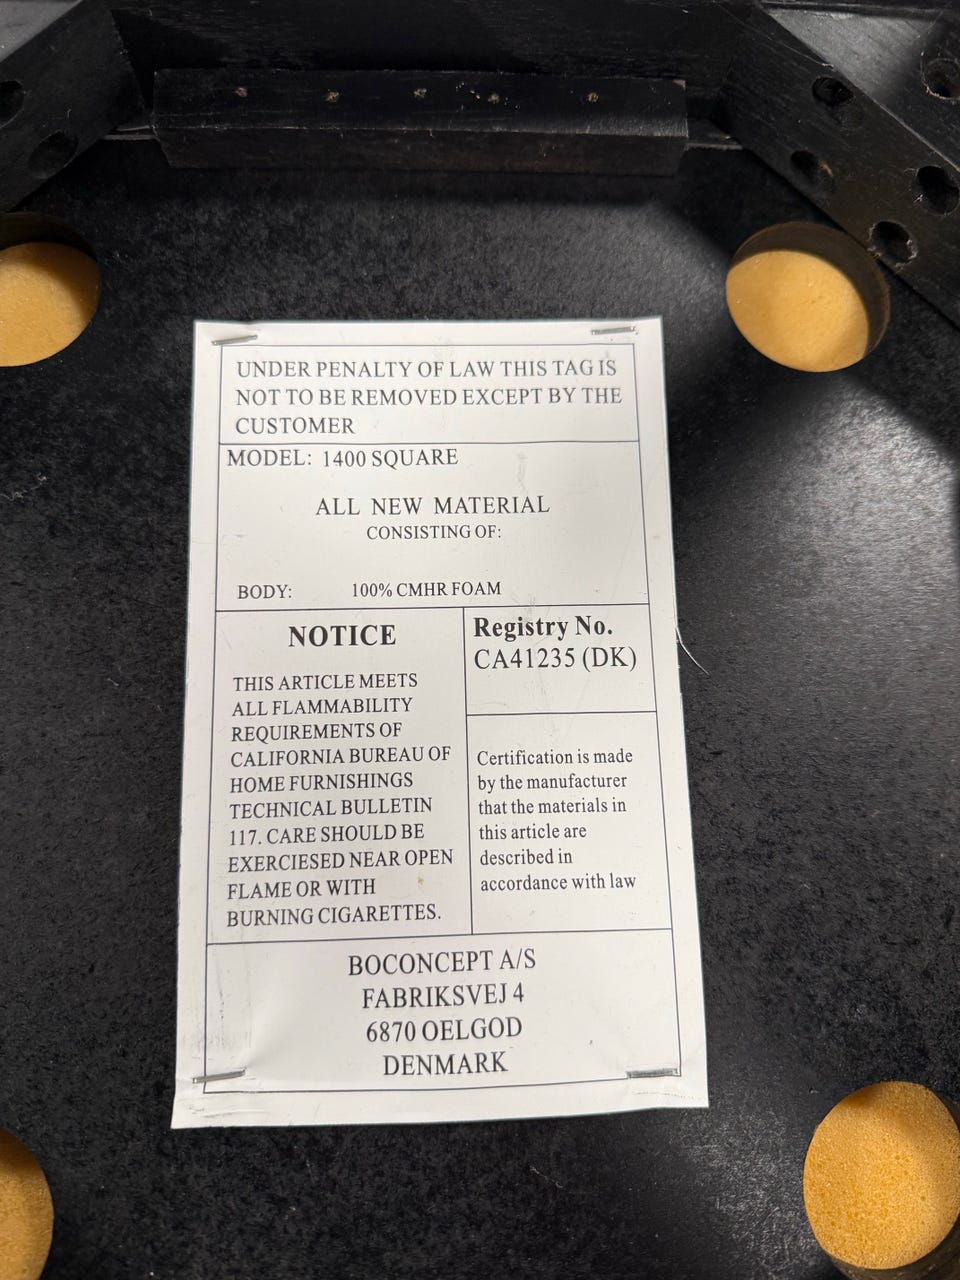 UNDER PENALTY OF LAW THIS TAG IS
NOT TO BE REMOVED EXCEPT BY THE
CUSTOMER
MODEL: 1400 SQUARE
ALL NEW MATERIAL
CONSISTING OF:
BODY: 100% CMHR FOAM
NOTICE
THIS ARTICLE MEETS
ALL FLAMMABILITY
REQUIREMENTS OF
CALIFORNIA BUREAU OF
HOME FURNISHINGS
TECHNICAL BULLETIN
117. CARE SHOULD BE
EXERCIESED NEAR OPEN
FLAME OR WITH
BURNING CIGARETTES.
Registry No.
CA41235 (DK)
Certification is made
by the manufacturer
that the materials in
this article are
described in
accordance with law
BOCONCEPT A/S
FABRIKSVEJ 4
6870 OELGOD
DENMARK